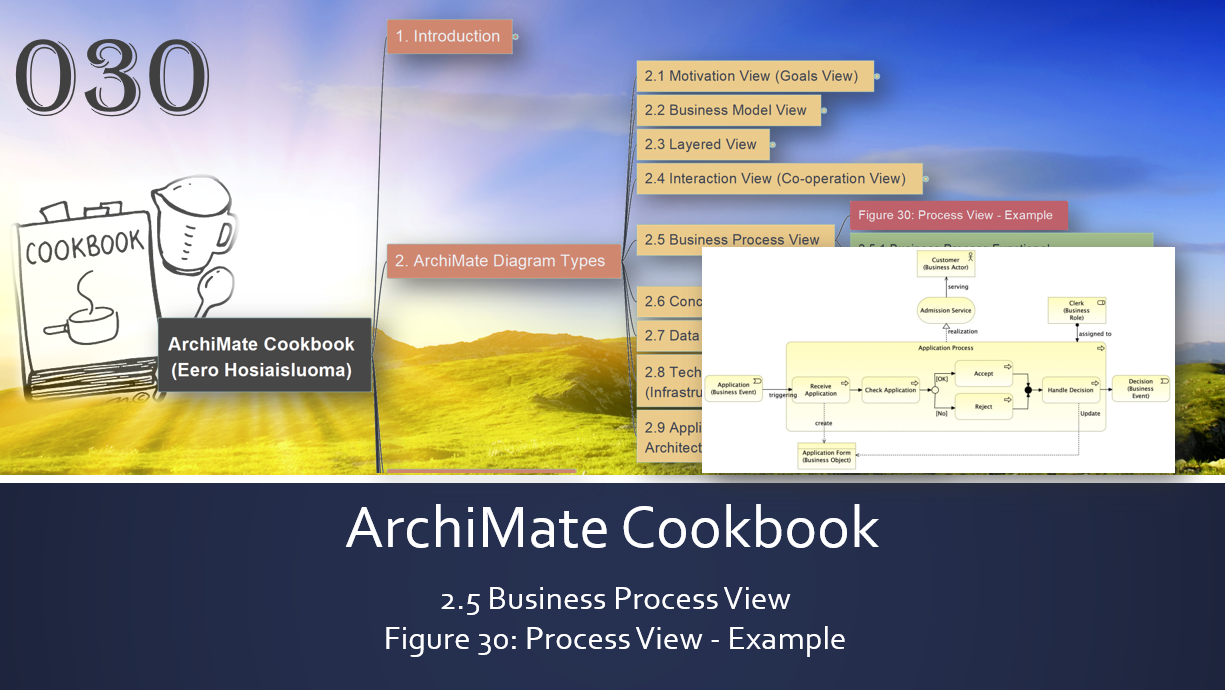 030
COOKBOOK
ArchiMate Cookbook
(Eero Hosiaisluoma)
1. Introduction
2. ArchiMate Diagram Types
2.1 Motivation View (Goals View)
2.2 Business Model View
2.3 Layered View
2.4 Interaction View (Co-operation View)
2.5 Business Process View
Figure 30: Process View - Example
2.6 Conc
2.7 Data
2.8 Tech
(Infrastru
2.9 Appli
Architect
Customer
(Business Actor)
serving
Admission Service
realization
Clerk
(Business
Role)
assigned to
Application Process
Application
(Business Event)
triggering
Receive
Application
Check Application
[OK]
Accept
[No]
Reject
Handle Decision
Decision
(Business
Event)
create
Update
Application Form
(Business Object)
ArchiMate Cookbook
2.5 Business Process View
Figure 30: Process View - Example